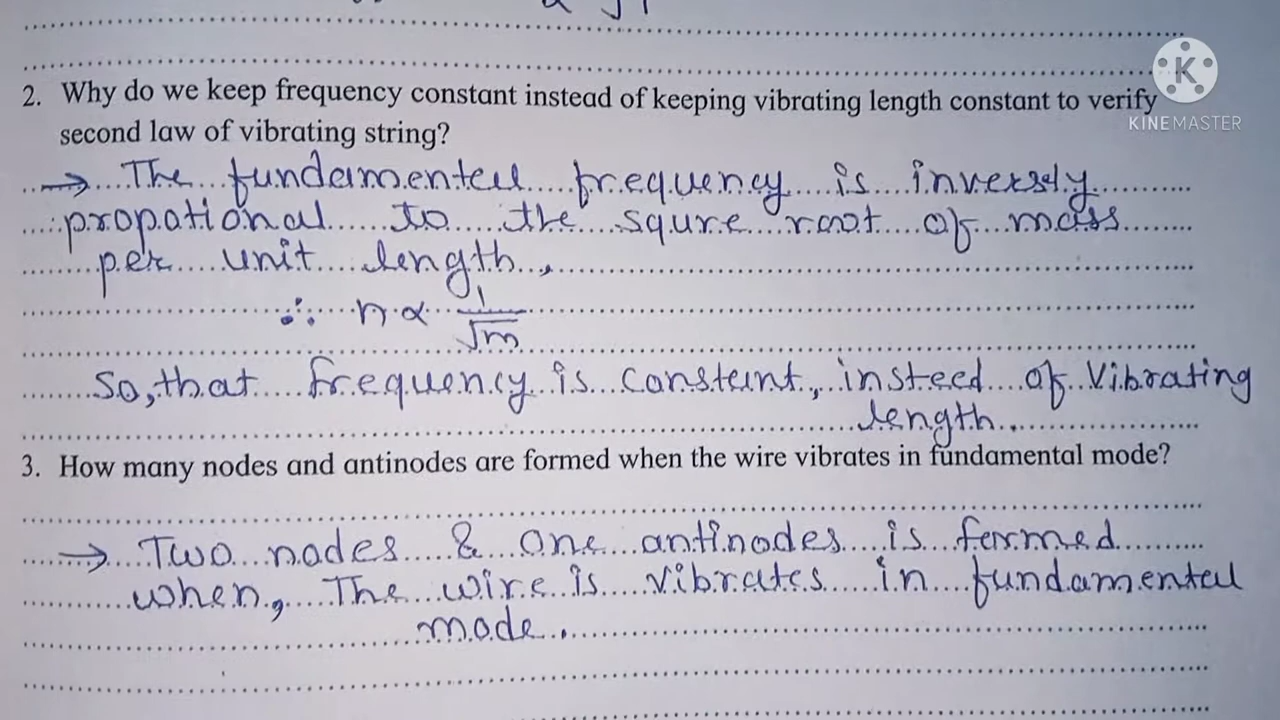 2. Why do we keep frequency constant instead of keeping vibrating length constant to verify
K
KINEMASTER
second law of vibrating string?
→ The fundamental frequency is inversly
propational to the squre root of mass
per unit length,
∴ n ∝ 1/√m
So, that frequency is constant, insteed of Vibrating
length.
3. How many nodes and antinodes are formed when the wire vibrates in fundamental mode?
→ Two nodes & one antinodes is formed
when, The wire is vibrates in fundamental
mode.